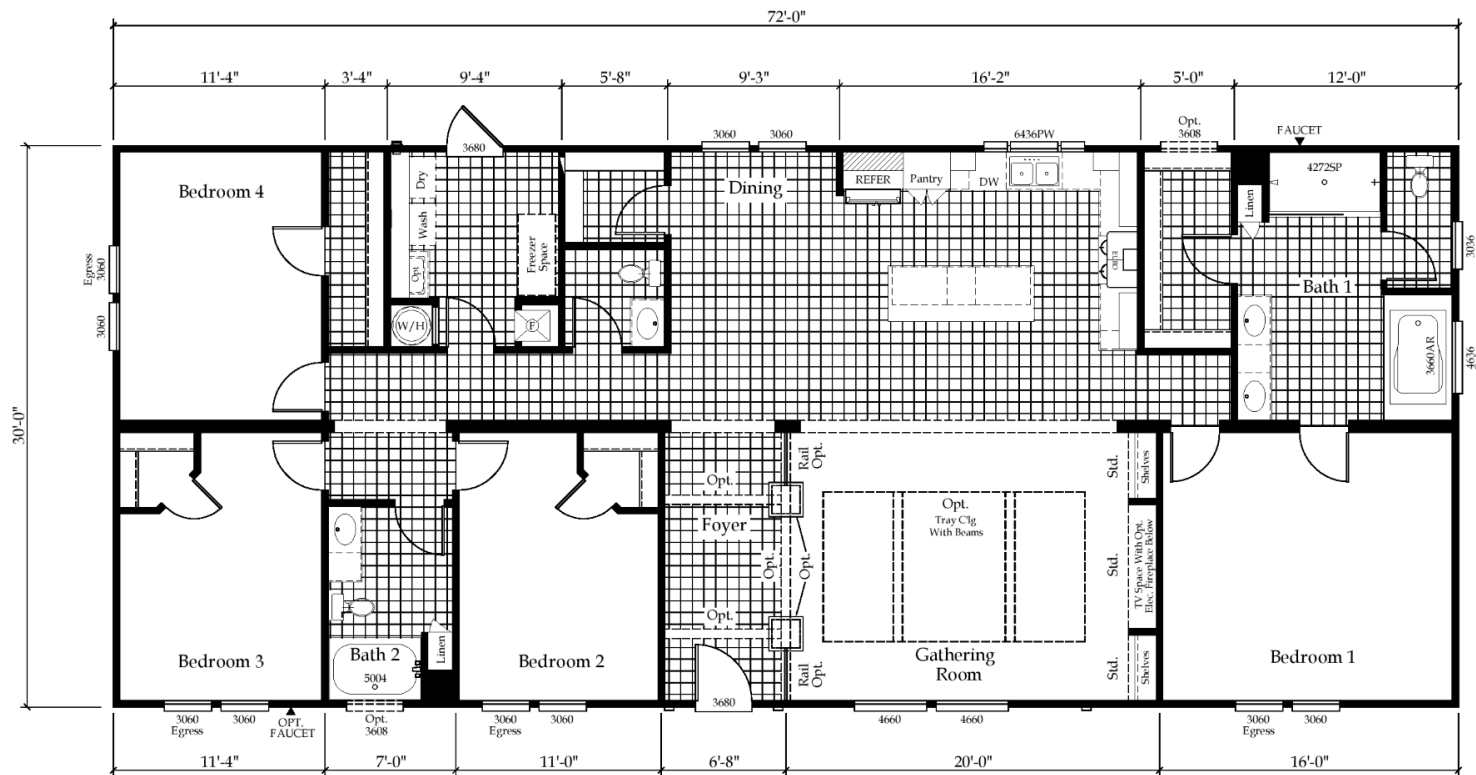 72'-0"
11'-4"
3'-4"
9'-4"
5'-8"
9'-3"
16'-2"
5'-0"
12'-0"
3680
3060
3060
6436PW
Opt.
3608
FAUCET
Bedroom 4
Dry
Wash
Opt
Freezer
Space
W/H
F
Dining
REFER
Pantry
DW
EURO
Linen
4272SP
Bath 1
3036
4636
3660AR
Egress
3060
3060
30'-0"
Bedroom 3
Bath 2
5004
Linen
Bedroom 2
Opt.
Foyer
Opt.
Opt.
Opt.
Rail
Opt.
Rail
Opt.
Opt.
Tray C'lg
With Beams
Gathering
Room
Std.
Shelves
Std.
TV Space With Opt.
Elec. Fireplace Below
Std.
Shelves
Bedroom 1
3060
Egress
3060
OPT.
FAUCET
Opt.
3608
3060
Egress
3060
3680
4660
4660
3060
Egress
3060
11'-4"
7'-0"
11'-0"
6'-8"
20'-0"
16'-0"